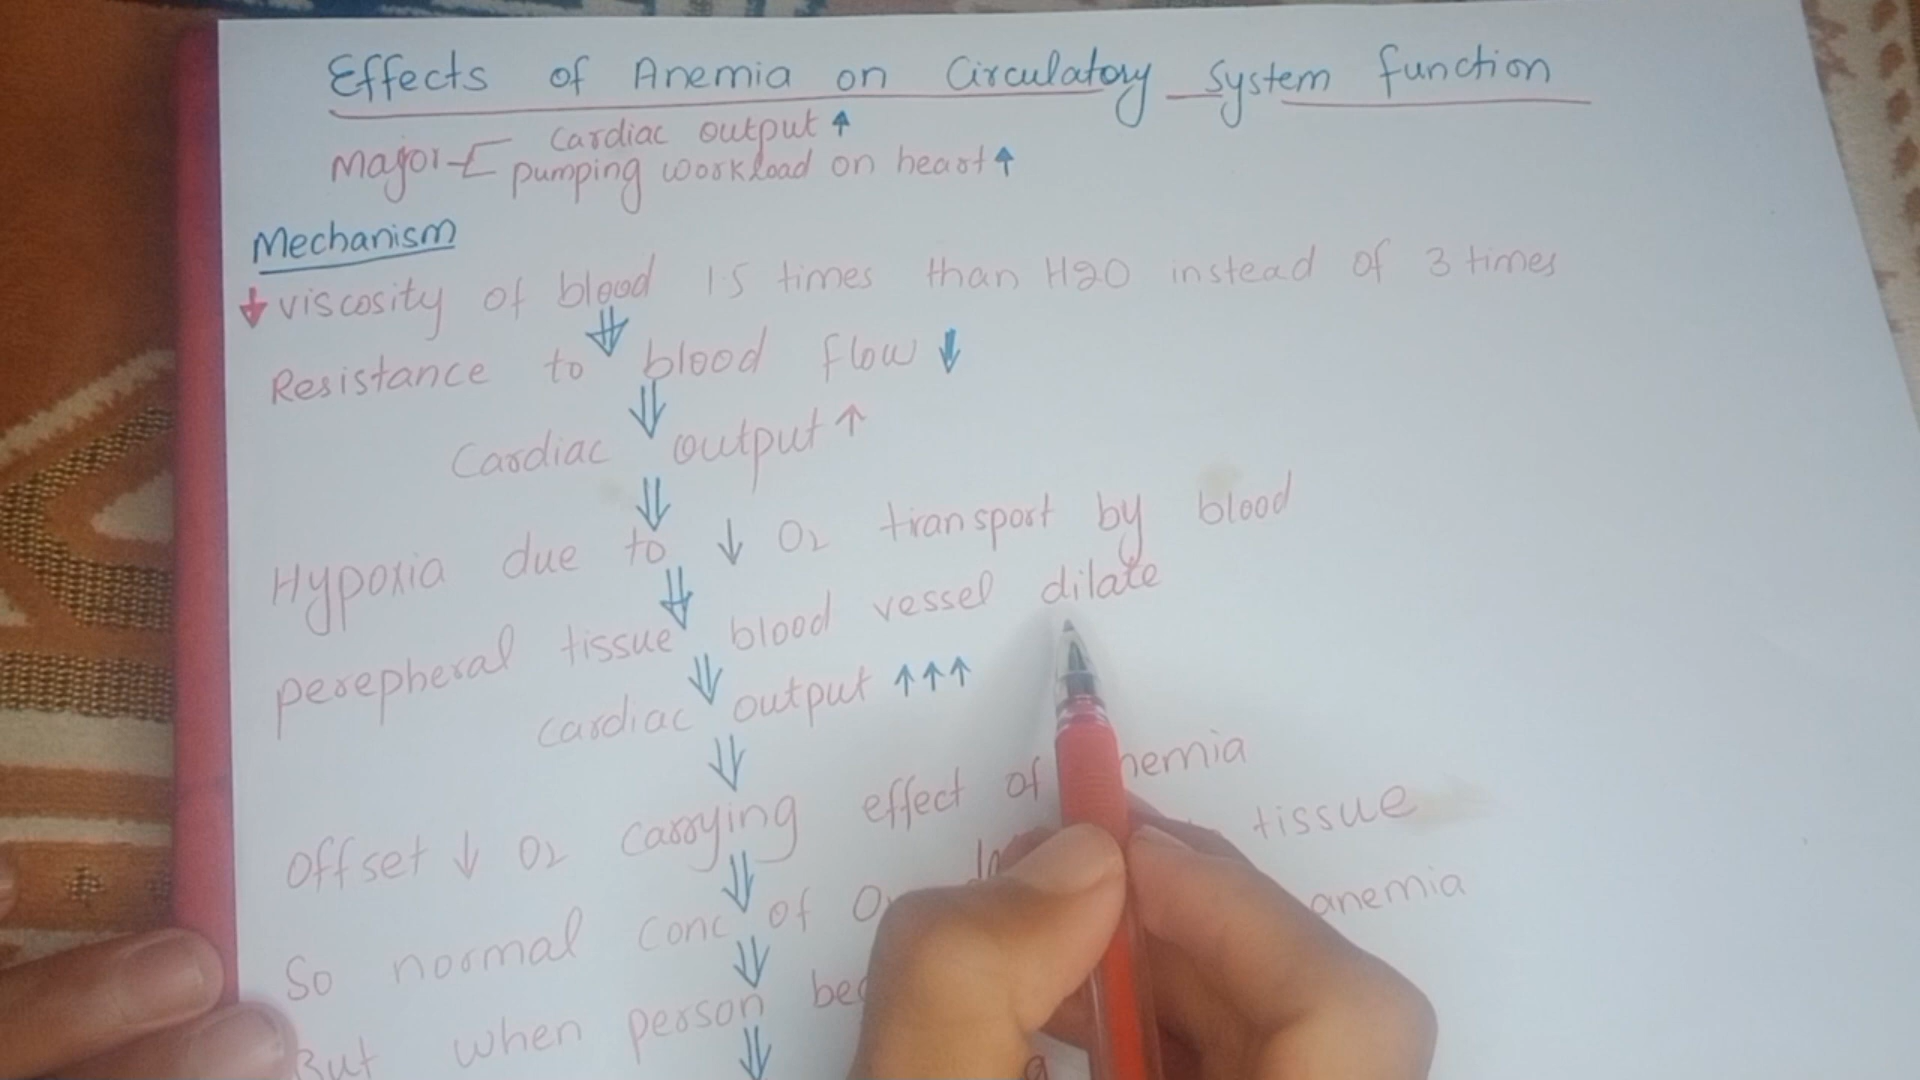 Effects of Anemia on Circulatory System function
Major
Cardiac output ↑
pumping workload on heart ↑
Mechanism
↓ viscosity of blood 1.5 times than H2O instead of 3 times
Resistance to blood flow ↓
Cardiac output ↑
Hypoxia due to ↓ O2 transport by blood
perepheral tissue blood vessel dilate
cardiac output ↑↑↑
Offset ↓ O2 carrying effect of
So normal conc of tissue
But when person anemia